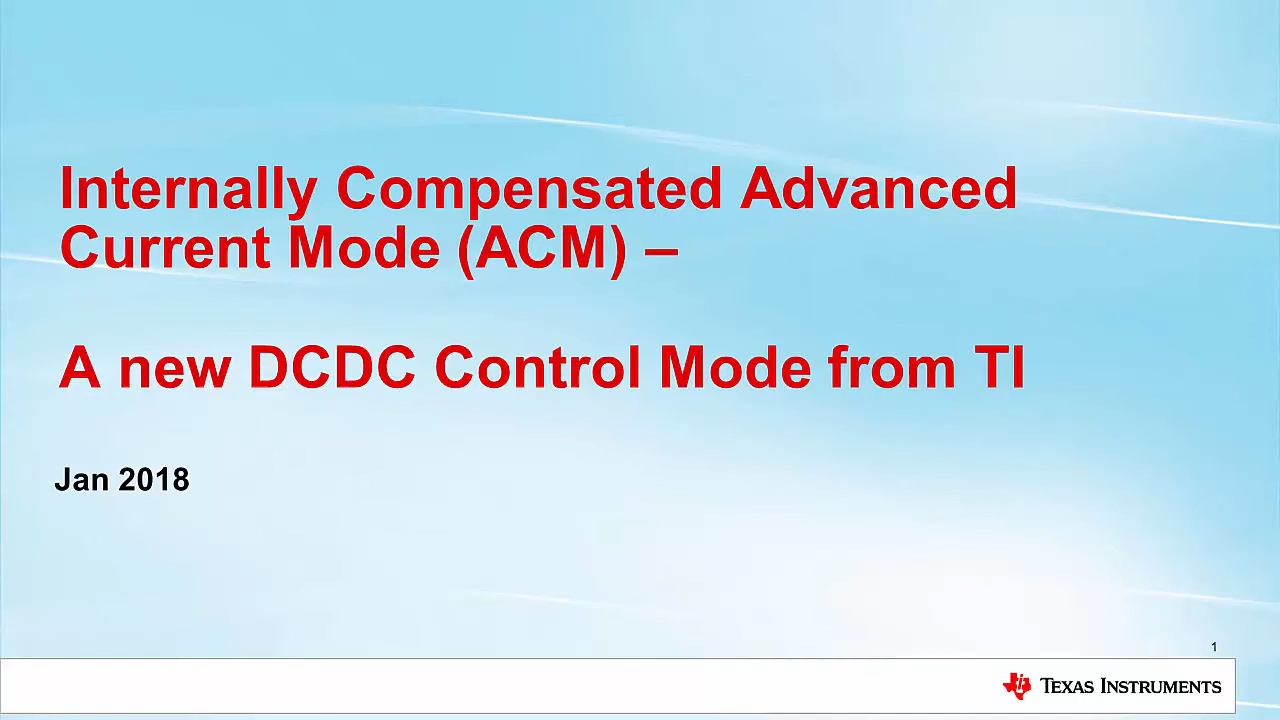 Internally Compensated Advanced
Current Mode (ACM) –
A new DCDC Control Mode from TI
Jan 2018
1
TEXAS INSTRUMENTS